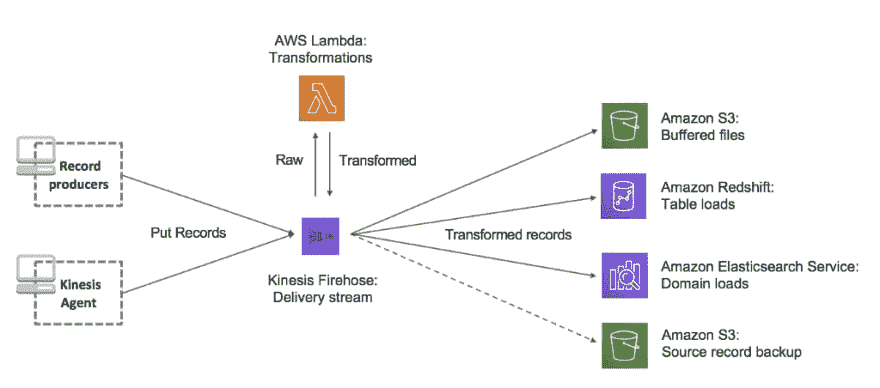 AWS Lambda:
Transformations
Record
producers
Raw
Transformed
Put Records
Kinesis Firehose:
Delivery stream
Kinesis
Agent
Transformed records
Amazon S3:
Buffered files
Amazon Redshift:
Table loads
Amazon Elasticsearch Service:
Domain loads
Amazon S3:
Source record backup